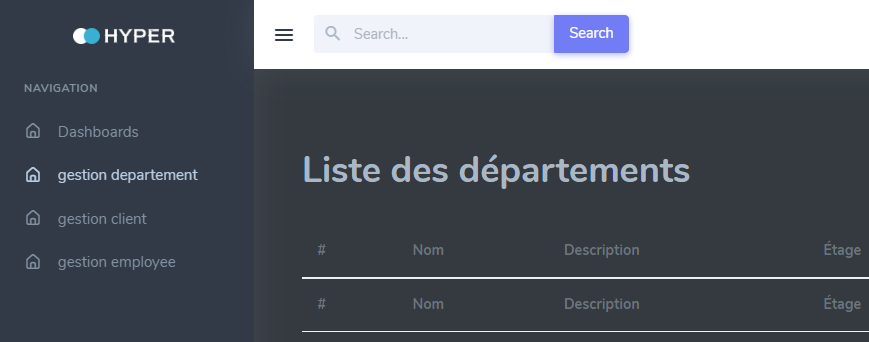 HYPER
Search...
Search
NAVIGATION
Dashboards
gestion departement
gestion client
gestion employee
Liste des départements
# Nom Description Étage
# Nom Description Étage